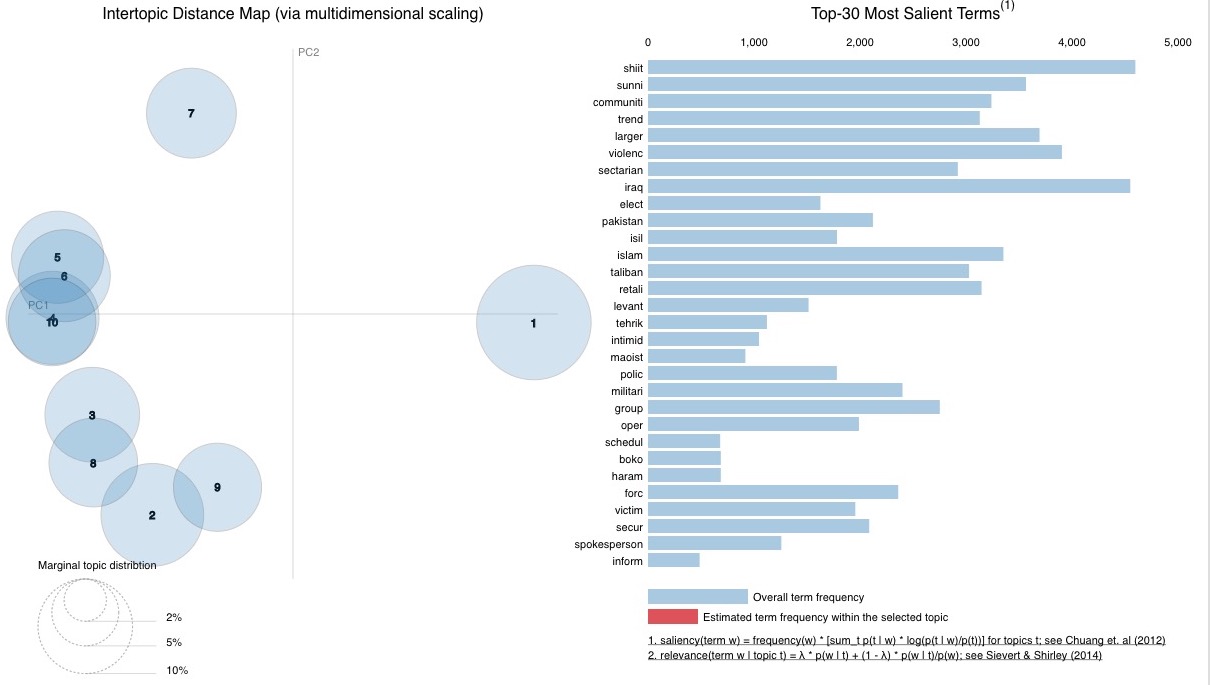 Intertopic Distance Map (via multidimensional scaling)
PC2
7
5
6
PC1
4
10
1
3
8
9
2
Marginal topic distribtion
2%
5%
10%
Top-30 Most Salient Terms(1)
0 1,000 2,000 3,000 4,000 5,000
shiit
sunni
communiti
trend
larger
violenc
sectarian
iraq
elect
pakistan
isil
islam
taliban
retali
levant
tehrik
intimid
maoist
polic
militari
group
oper
schedul
boko
haram
forc
victim
secur
spokesperson
inform
Overall term frequency
Estimated term frequency within the selected topic
1. saliency(term w) = frequency(w) * [sum_t p(t | w) * log(p(t | w)/p(t))] for topics t; see Chuang et. al (2012)
2. relevance(term w | topic t) = λ * p(w | t) + (1 - λ) * p(w | t)/p(w); see Sievert & Shirley (2014)